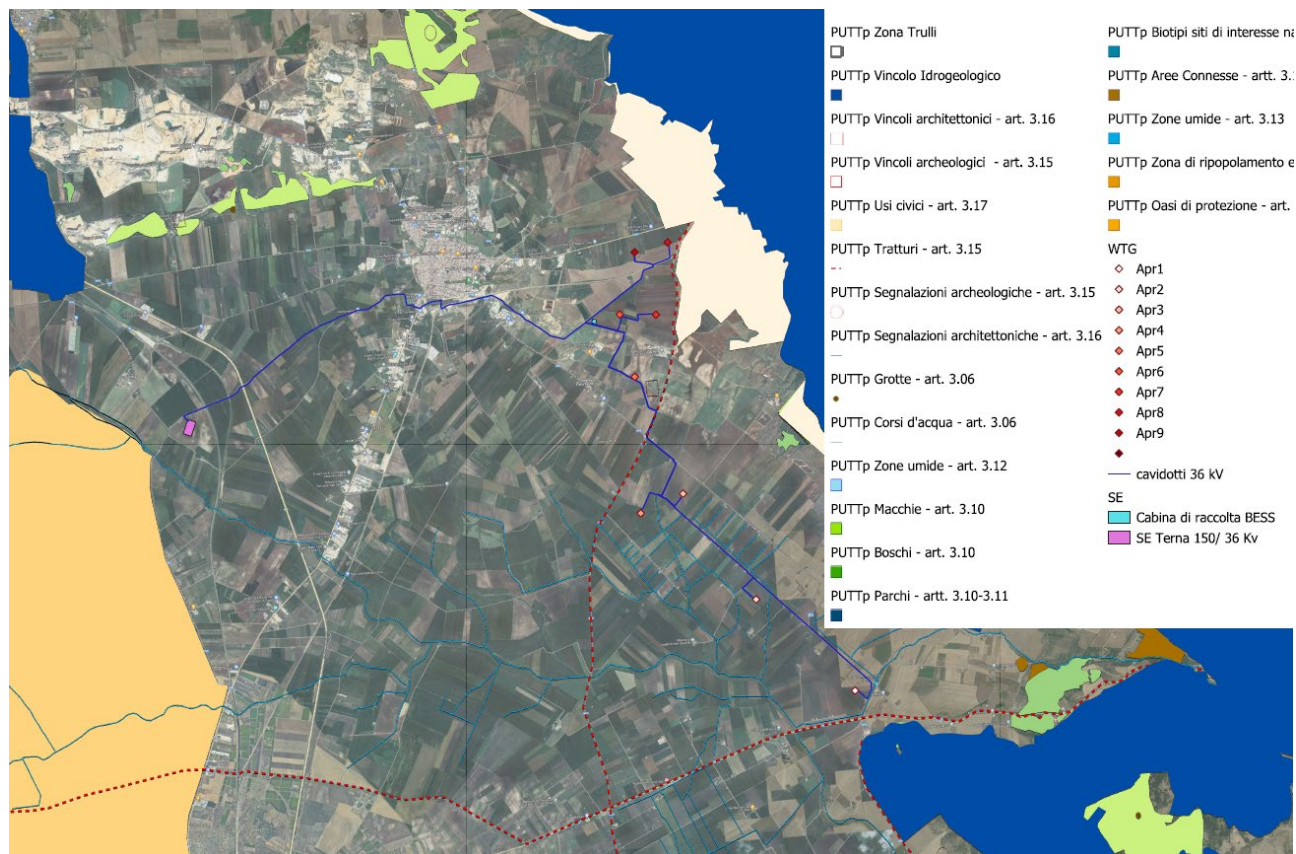 PUTTp Zona Trulli
PUTTp Vincolo Idrogeologico
PUTTp Vincoli architettonici - art. 3.16
PUTTp Vincoli archeologici - art. 3.15
PUTTp Usi civici - art. 3.17
PUTTp Tratturi - art. 3.15
PUTTp Segnalazioni archeologiche - art. 3.15
PUTTp Segnalazioni architettoniche - art. 3.16
PUTTp Grotte - art. 3.06
PUTTp Corsi d'acqua - art. 3.06
PUTTp Zone umide - art. 3.12
PUTTp Macchie - art. 3.10
PUTTp Boschi - art. 3.10
PUTTp Parchi - artt. 3.10-3.11
PUTTp Biotipi siti di interesse na
PUTTp Aree Connesse - artt. 3.1
PUTTp Zone umide - art. 3.13
PUTTp Zona di ripopolamento e
PUTTp Oasi di protezione - art.
WTG
Apr1
Apr2
Apr3
Apr4
Apr5
Apr6
Apr7
Apr8
Apr9
cavidotti 36 kV
SE
Cabina di raccolta BESS
SE Terna 150/ 36 Kv